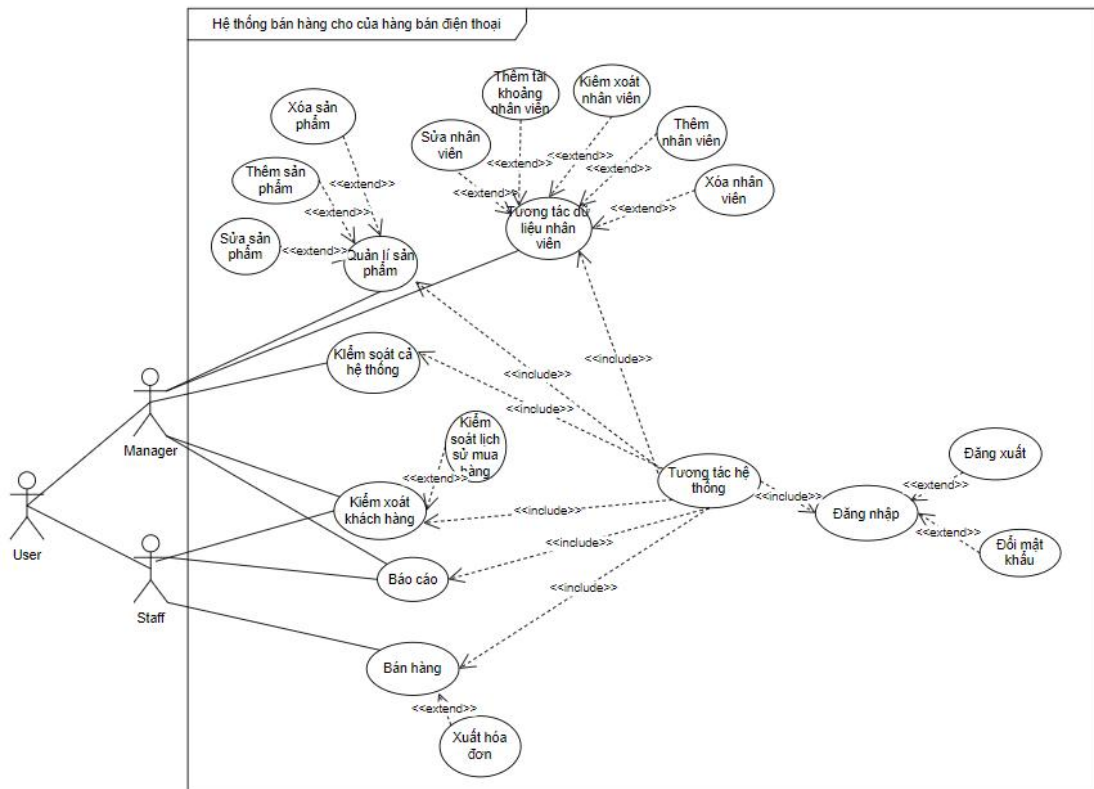 Hệ thống bán hàng cho của hàng bán điện thoại
Thêm tài
khoảng
nhân viên
Kiêm xoát
nhân viên
Xóa sản
phẩm
Sửa nhân
viên
Thêm
nhân viên
<<extend>>
<<extend>>
<<extend>>
Thêm sản
phẩm
<<extend>>
Xóa nhân
viên
<<extend>>
<<extend>>
<<extend>>
Tương tác dữ
liệu nhân
viên
Sửa sản
phẩm
<<extend>>
Quản lí sản
phẩm
KIểm soát cả
hệ thống
<<include>>
<<include>>
<<include>>
Manager
Kiểm
soát lịch
sử mua
hàng
<<extend>>
Đăng xuất
Tương tác hệ
thống
<<extend>>
<<include>>
Kiểm xoát
khách hàng
<<include>>
Đăng nhập
User
<<include>>
<<extend>>
Đổi mật
khẩu
Báo cáo
<<include>>
Staff
Bán hàng
<<extend>>
Xuất hóa
đơn